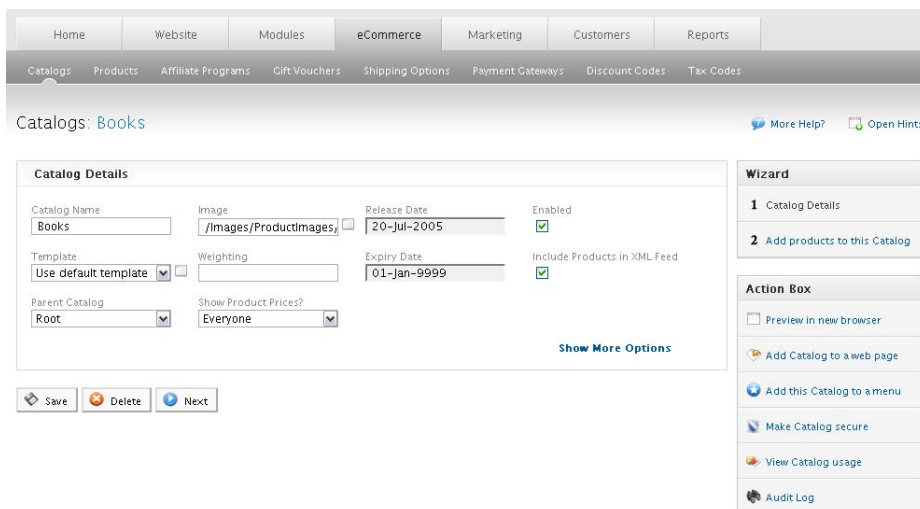 Home Website Modules eCommerce Marketing Customers Reports
Catalogs Products Affiliate Programs Gift Vouchers Shipping Options Payment Gateways Discount Codes Tax Codes
Catalogs: Books
More Help? Open Hint
Catalog Details
Catalog Name Image Release Date Enabled
Books /Images/ProductImages/ 20-Jul-2005
Template Weighting Expiry Date Include Products in XML Feed
Use default template 01-Jan-9999
Parent Catalog Show Product Prices?
Root Everyone
Show More Options
Save Delete Next
Wizard
1 Catalog Details
2 Add products to this Catalog
Action Box
Preview in new browser
Add Catalog to a web page
Add this Catalog to a menu
Make Catalog secure
View Catalog usage
Audit Log